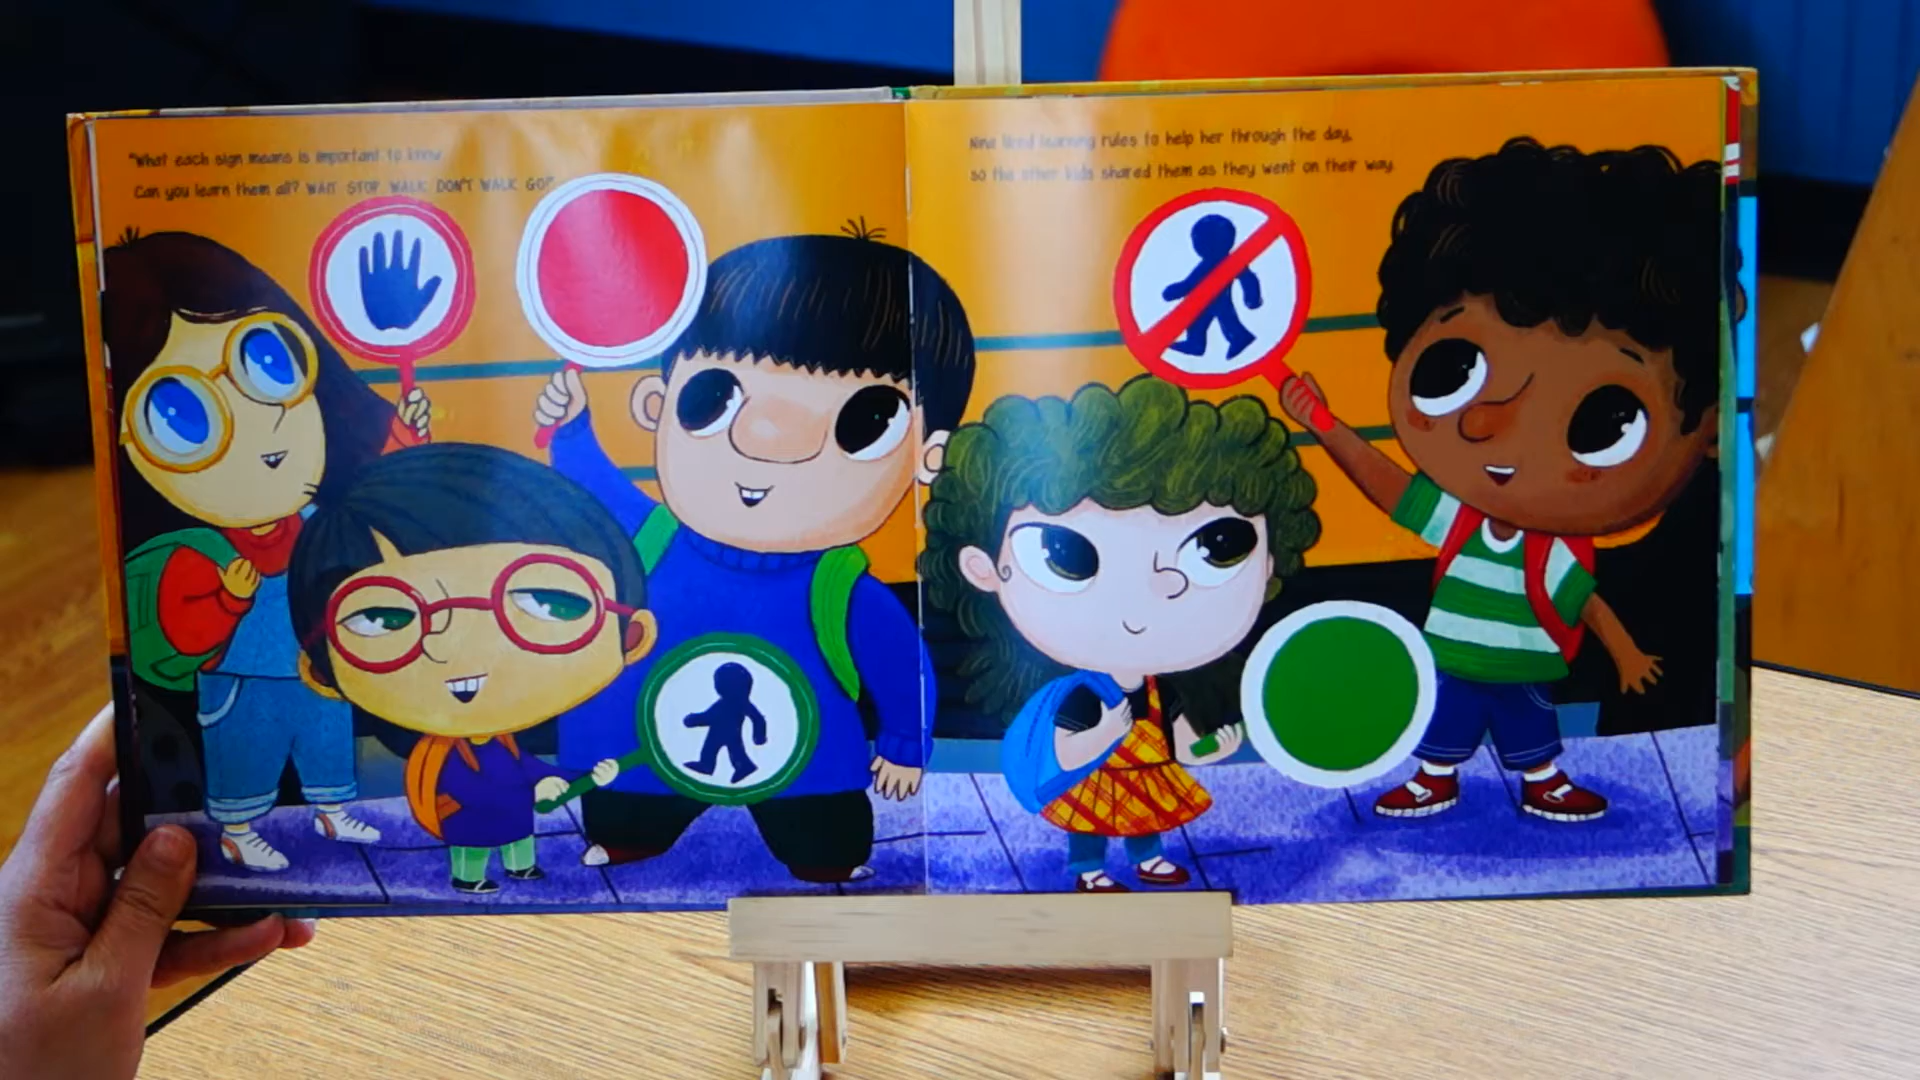 "What each sign means is important to know.
Can you learn them all? WAIT STOP WALK DON'T WALK GO!"
Nina liked learning rules to help her through the day,
so the other kids shared them as they went on their way.